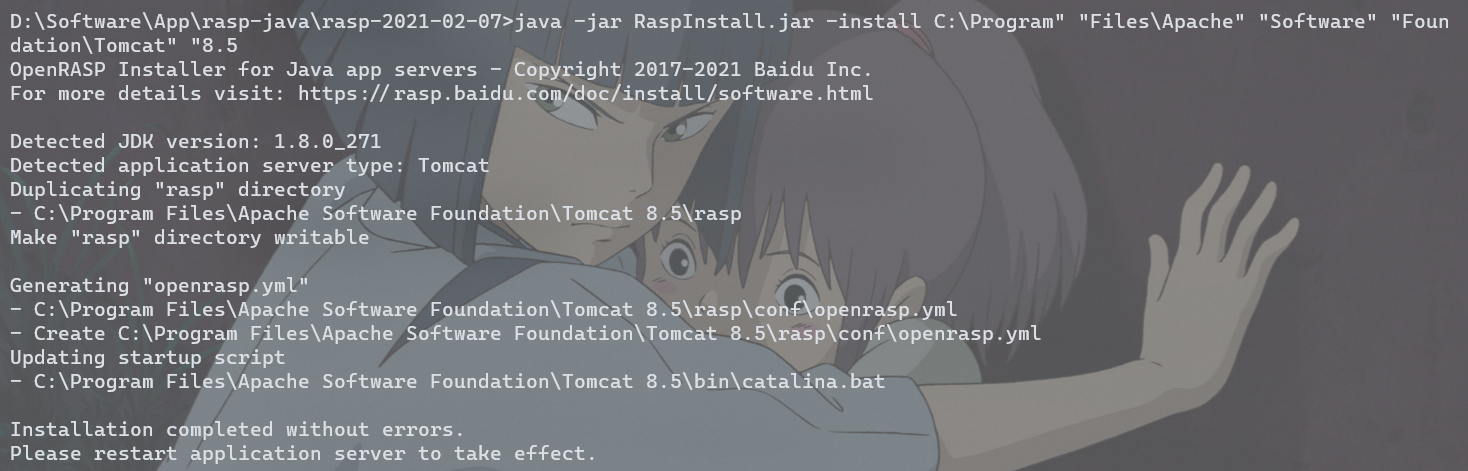 D:\Software\App\rasp-java\rasp-2021-02-07>java -jar RaspInstall.jar -install C:\Program" "Files\Apache" "Software" "Foun
dation\Tomcat" "8.5
OpenRASP Installer for Java app servers - Copyright 2017-2021 Baidu Inc.
For more details visit: https://rasp.baidu.com/doc/install/software.html
Detected JDK version: 1.8.0_271
Detected application server type: Tomcat
Duplicating "rasp" directory
- C:\Program Files\Apache Software Foundation\Tomcat 8.5\rasp
Make "rasp" directory writable
Generating "openrasp.yml"
- C:\Program Files\Apache Software Foundation\Tomcat 8.5\rasp\conf\openrasp.yml
- Create C:\Program Files\Apache Software Foundation\Tomcat 8.5\rasp\conf\openrasp.yml
Updating startup script
- C:\Program Files\Apache Software Foundation\Tomcat 8.5\bin\catalina.bat
Installation completed without errors.
Please restart application server to take effect.